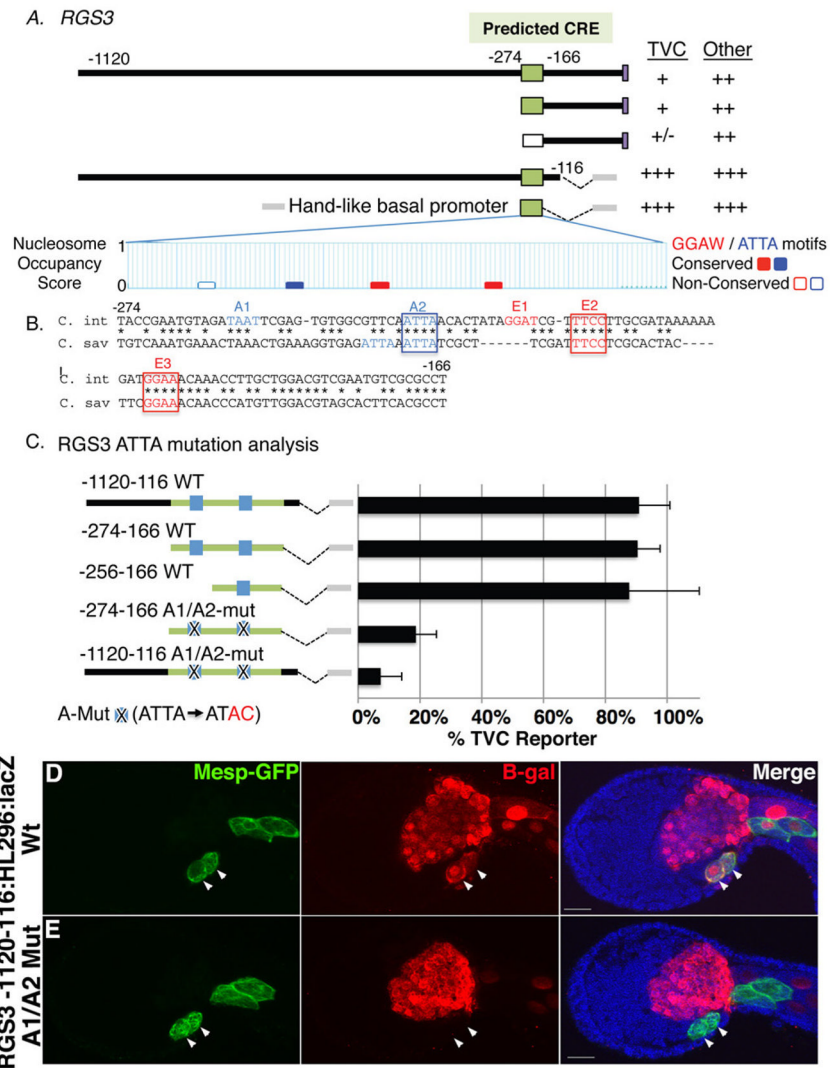 A. RGS3
Predicted CRE
-1120
-274
-166
TVC
Other
+
++
+
++
+/-
++
-116
+++
+++
Hand-like basal promoter
+++
+++
Nucleosome
Occupancy
Score
1
0
GGAW / ATTA motifs
Conserved
Non-Conserved
-274
A1
A2
E1
E2
B.
C. int TACCGAATGTAGATAATTCGAG-TGTGGCGTTCAATTAACACTATAGGATCG-TTTCCTTGCGATAAAAAA
C. sav TGTCAAATGAAACTAAACTGAAAGGTGAGATTAAATTATCGCT------TCGATTTCCTCGCACTAC----
E3
-166
C. int GATGGAAACAAACCTTGCTGGACGTCGAATGTCGCGCCT
C. sav TTCGGAAACAACCCATGTTGGACGTAGCACTTCACGCCT
C. RGS3 ATTA mutation analysis
-1120-116 WT
-274-166 WT
-256-166 WT
-274-166 A1/A2-mut
-1120-116 A1/A2-mut
A-Mut X (ATTA→ATAC)
0% 20% 40% 60% 80% 100%
% TVC Reporter
RGS3 -1120-116:HL296:lacZ
Wt
A1/A2 Mut
D
Mesp-GFP
B-gal
Merge
E